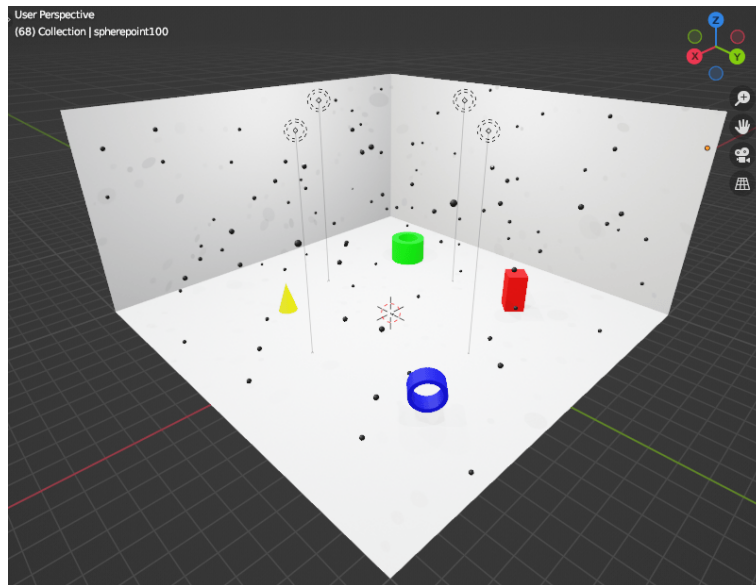 User Perspective
(68) Collection | spherepoint100
Z
X
Y